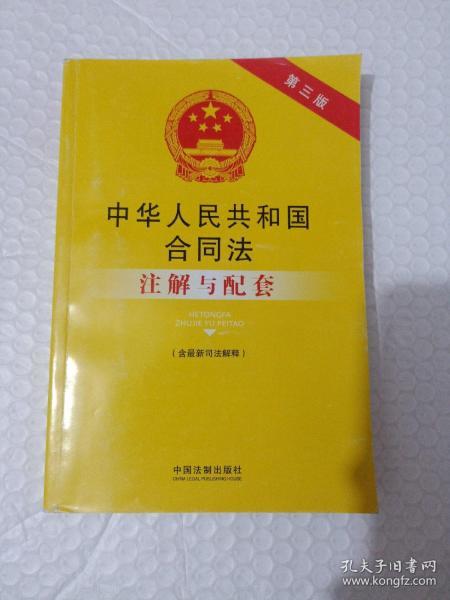 第三版
中华人民共和国
合同法
注解与配套
HETONGFA
ZHUJIE YU PEITAO
（含最新司法解释）
中国法制出版社
CHINA LEGAL PUBLISHING HOUSE
孔夫子旧书网
www.kongfz.com